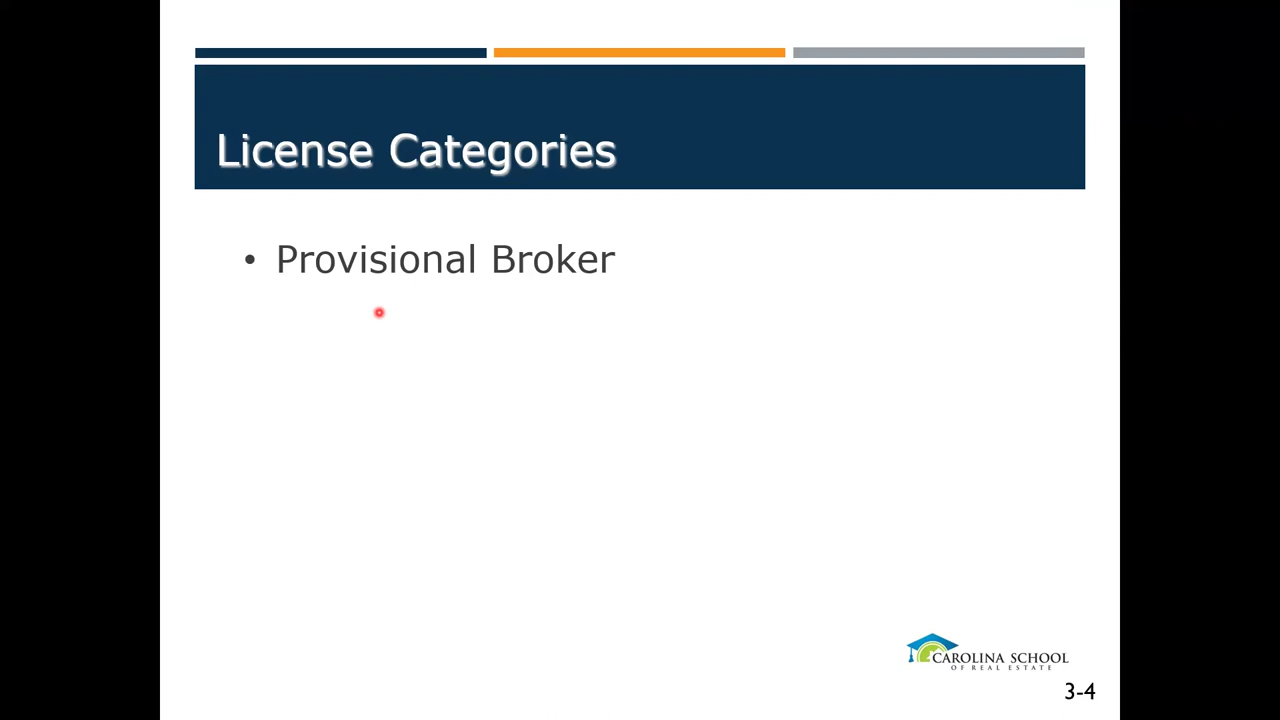 License Categories
• Provisional Broker
CAROLINA SCHOOL
OF REAL ESTATE
3-4